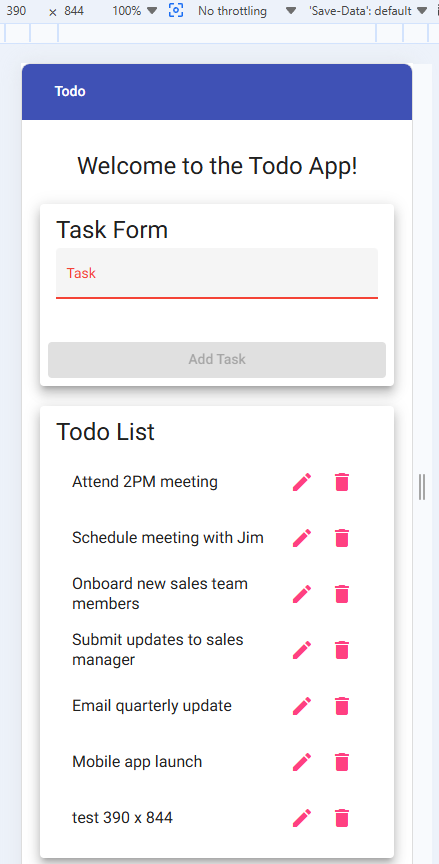 390 × 844 100% No throttling 'Save-Data': default
Todo
Welcome to the Todo App!
Task Form
Task
Add Task
Todo List
Attend 2PM meeting
Schedule meeting with Jim
Onboard new sales team
members
Submit updates to sales
manager
Email quarterly update
Mobile app launch
test 390 x 844